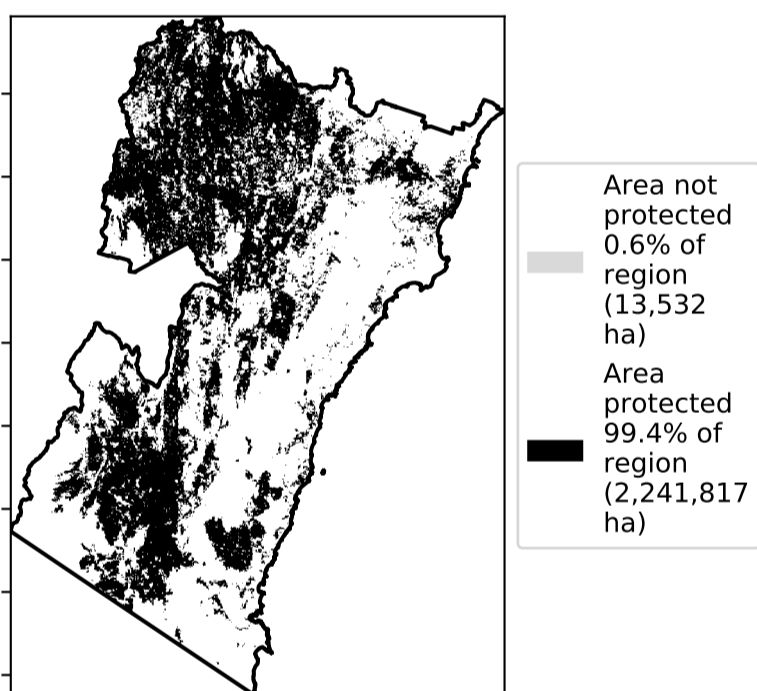 Area not
protected
0.6% of
region
(13,532
ha)
Area
protected
99.4% of
region
(2,241,817
ha)